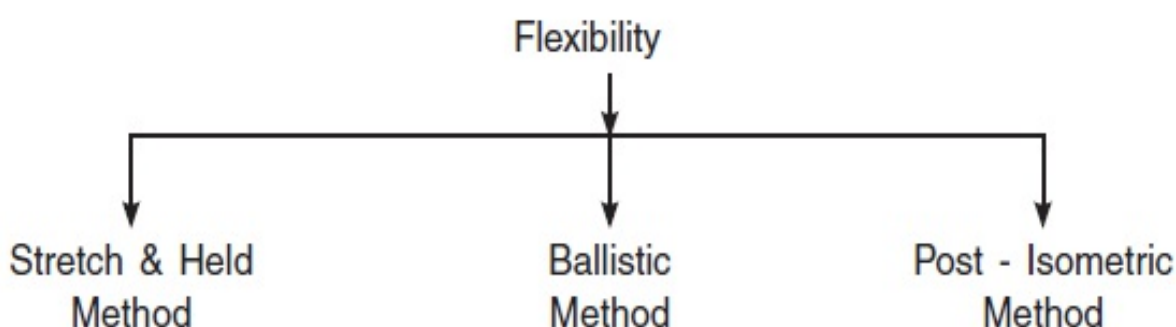 Flexibility
Stretch & Held
Method
Ballistic
Method
Post - Isometric
Method